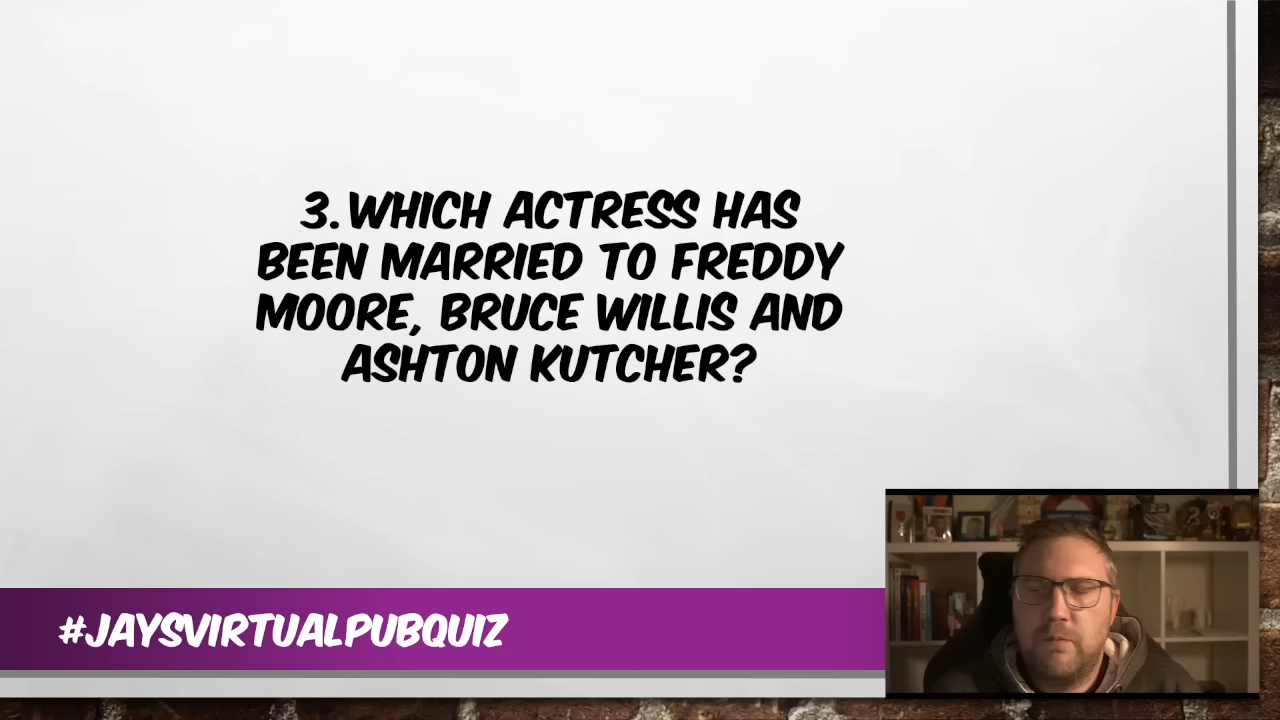 3. WHICH ACTRESS HAS
BEEN MARRIED TO FREDDY
MOORE, BRUCE WILLIS AND
ASHTON KUTCHER?
#JAYSVIRTUALPUBQUIZ